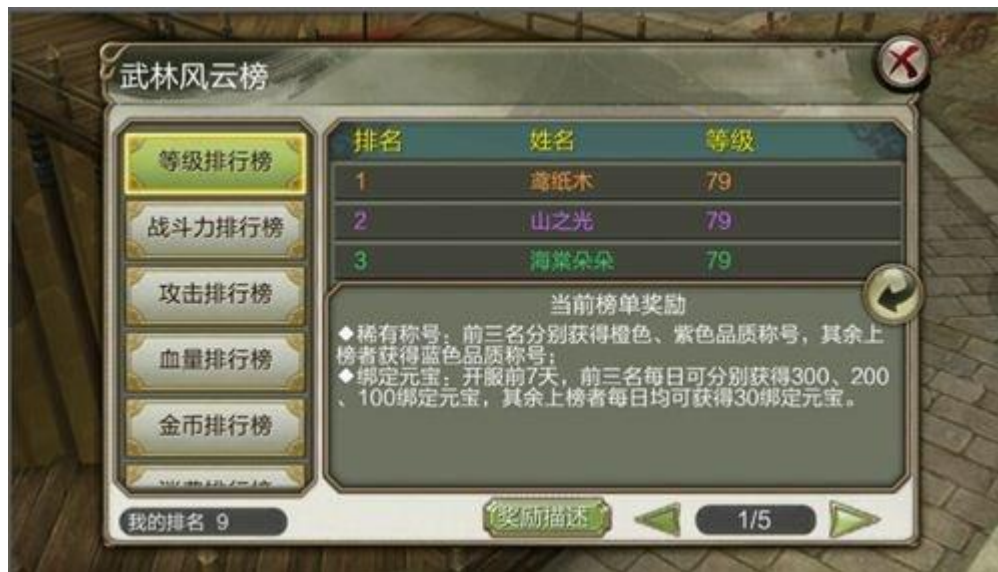 武林风云榜
等级排行榜
战斗力排行榜
攻击排行榜
血量排行榜
金币排行榜
排名 姓名 等级
1 鸢纸木 79
2 山之光 79
3 海棠朵朵 79
当前榜单奖励
◆稀有称号：前三名分别获得橙色、紫色品质称号，其余上
榜者获得蓝色品质称号；
◆绑定元宝：开服前7天，前三名每日可分别获得300、200
、100绑定元宝，其余上榜者每日均可获得30绑定元宝。
我的排名 9
奖励描述
1/5